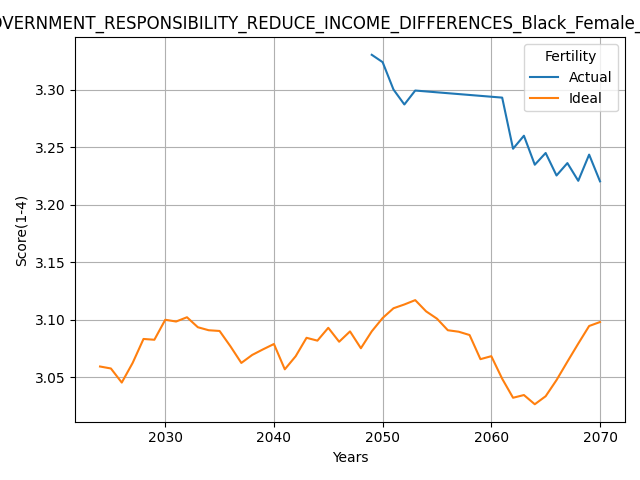 OVERNMENT_RESPONSIBILITY_REDUCE_INCOME_DIFFERENCES_Black_Female_
Fertility
Actual
Ideal
Score(1-4)
3.30
3.25
3.20
3.15
3.10
3.05
2030 2040 2050 2060 2070
Years